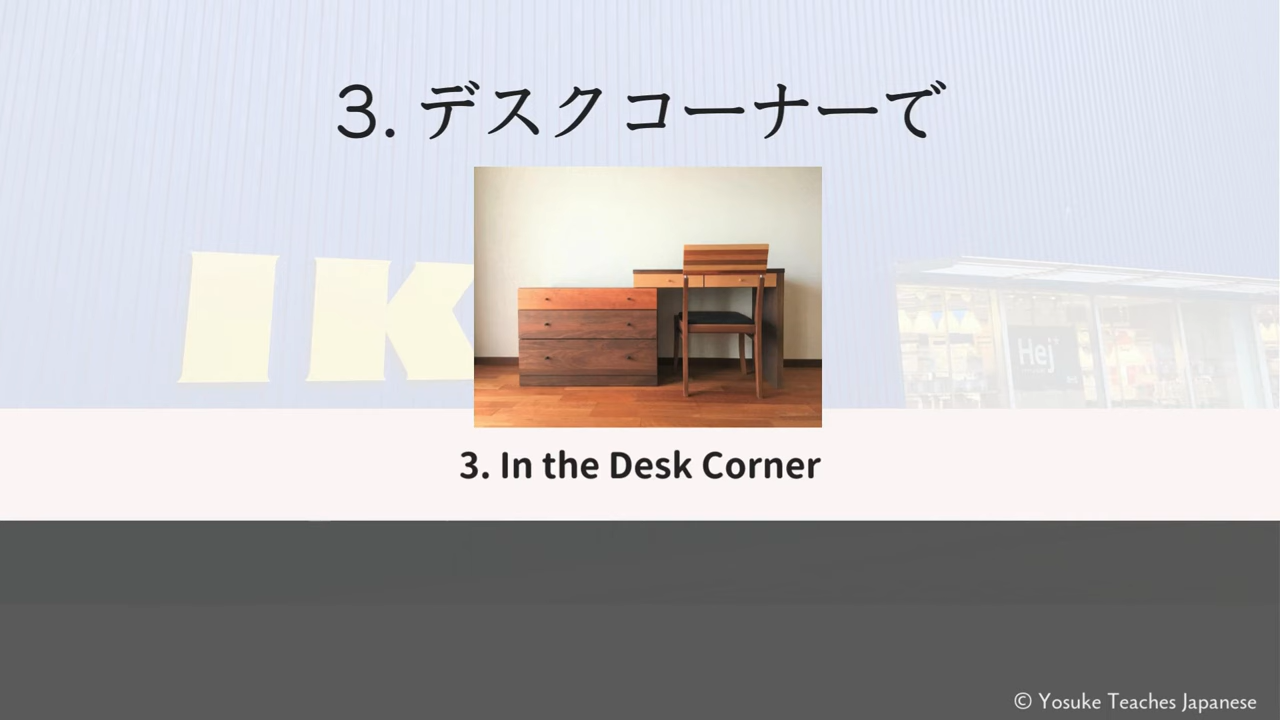 3. デスクコーナーで
IK
Hej
3. In the Desk Corner
© Yosuke Teaches Japanese